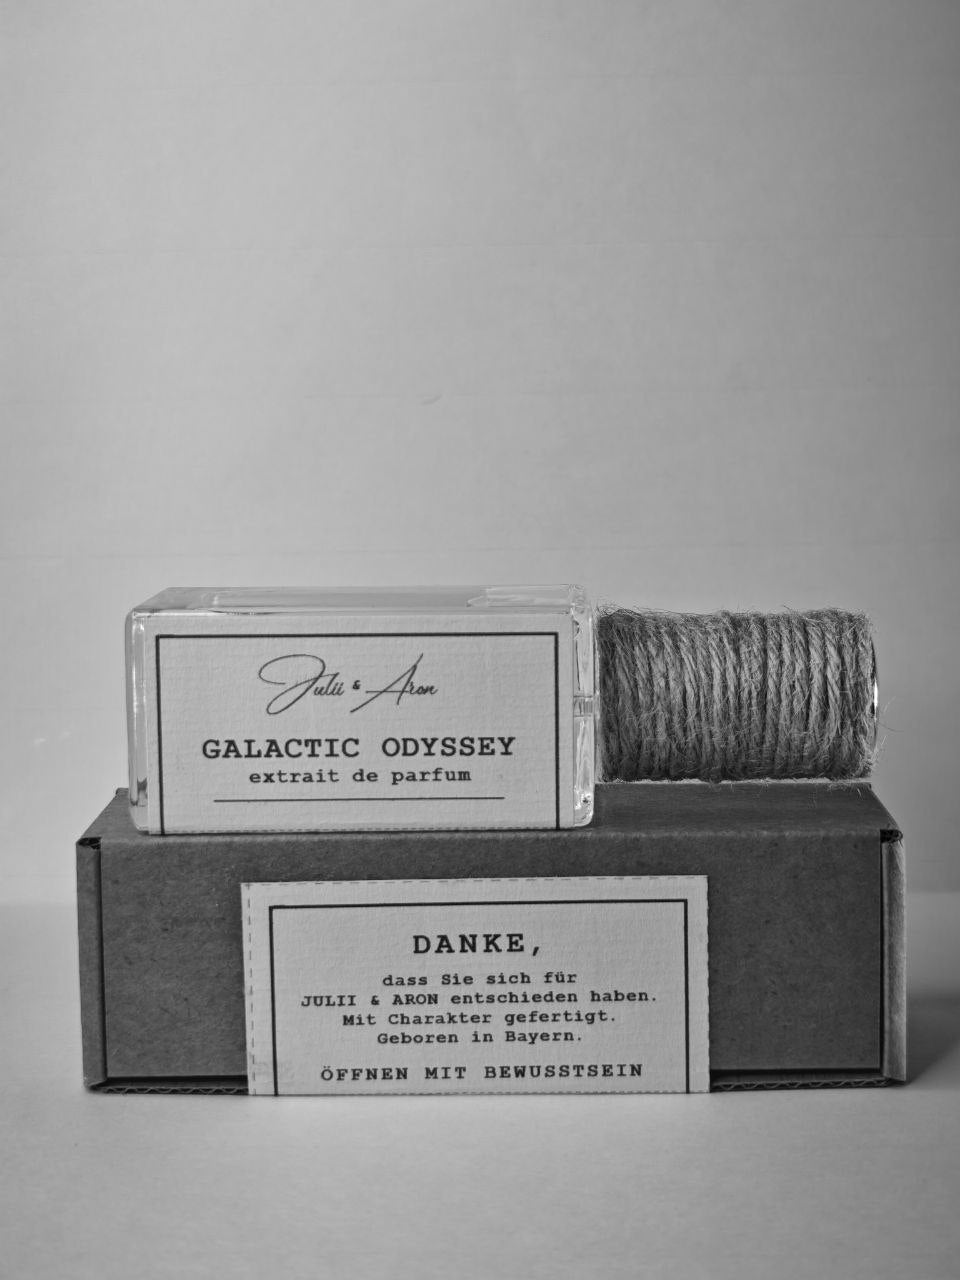 Julii & Aron
GALACTIC ODYSSEY
extrait de parfum
DANKE,
dass Sie sich für
JULII & ARON entschieden haben.
Mit Charakter gefertigt.
Geboren in Bayern.
ÖFFNEN MIT BEWUSSTSEIN